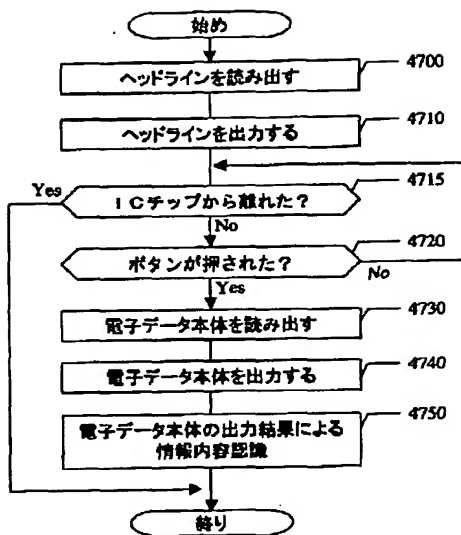 始め
ヘッドラインを読み出す
4700
ヘッドラインを出力する
4710
Yes
ICチップから離れた?
4715
No
ボタンが押された?
4720
No
Yes
電子データ本体を読み出す
4730
電子データ本体を出力する
4740
電子データ本体の出力結果による
情報内容認識
4750
終り